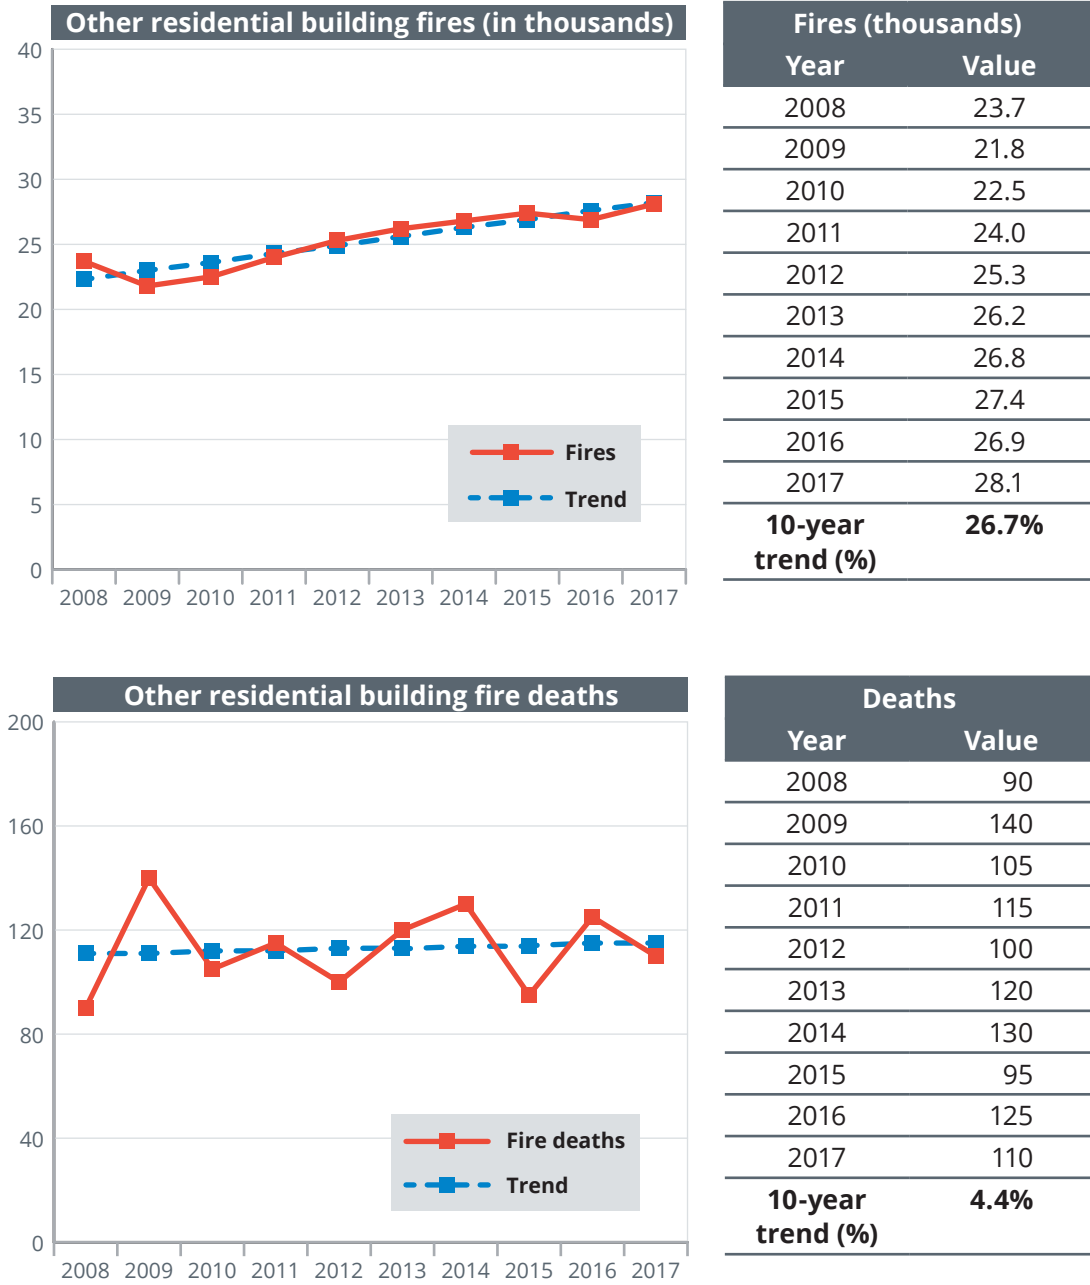 Other residential building fires (in thousands)
40
35
30
25
20
15
10
5
0
Fires
Trend
2008 2009 2010 2011 2012 2013 2014 2015 2016 2017
Fires (thousands)
Year Value
2008 23.7
2009 21.8
2010 22.5
2011 24.0
2012 25.3
2013 26.2
2014 26.8
2015 27.4
2016 26.9
2017 28.1
10-year 26.7%
trend (%)
Other residential building fire deaths
200
160
120
80
40
0
Fire deaths
Trend
2008 2009 2010 2011 2012 2013 2014 2015 2016 2017
Deaths
Year Value
2008 90
2009 140
2010 105
2011 115
2012 100
2013 120
2014 130
2015 95
2016 125
2017 110
10-year 4.4%
trend (%)